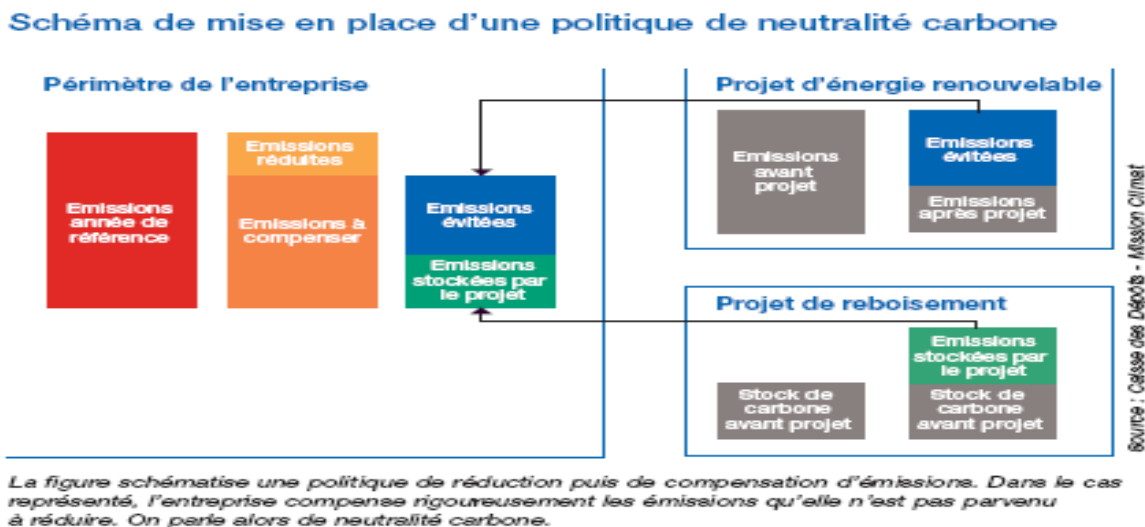 Schéma de mise en place d'une politique de neutralité carbone
Périmètre de l'entreprise
Emissions
année de
référence
Emissions
réduites
Emissions à
compenser
Emissions
évitées
Emissions
stockées par
le projet
Projet d'énergie renouvelable
Emissions
avant
projet
Emissions
évitées
Emissions
après projet
Projet de reboisement
Stock de
carbone
avant projet
Emissions
stockées par
le projet
Stock de
carbone
avant projet
Source : Caisse des Dépôts - Mission Climat
La figure schématise une politique de réduction puis de compensation d'émissions. Dans le cas
représenté, l'entreprise compense rigoureusement les émissions qu'elle n'est pas parvenu
à réduire. On parle alors de neutralité carbone.